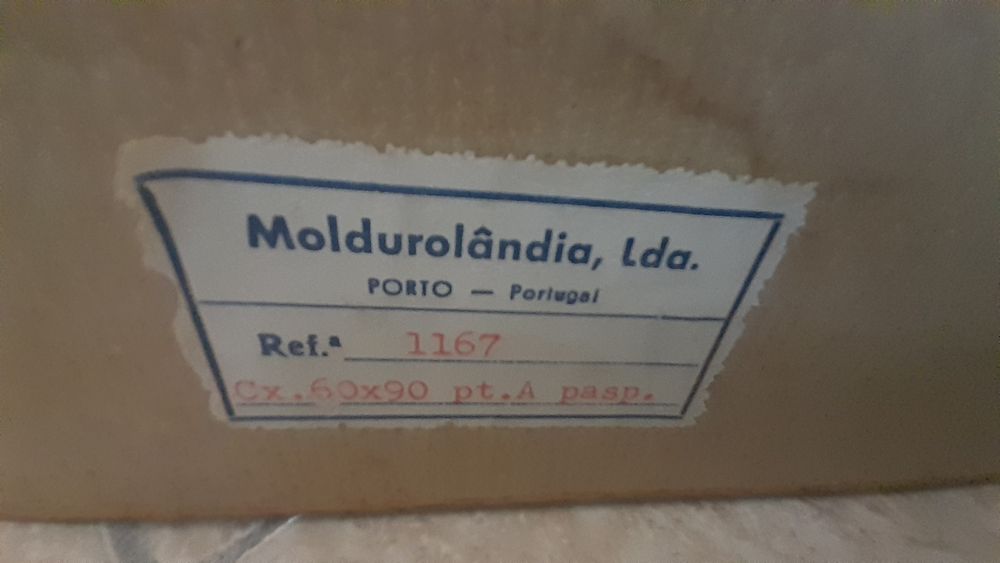 Moldurolândia, Lda.
PORTO — Portugal
Ref.ª 1167
Cx.60x90 pt.A pasp.